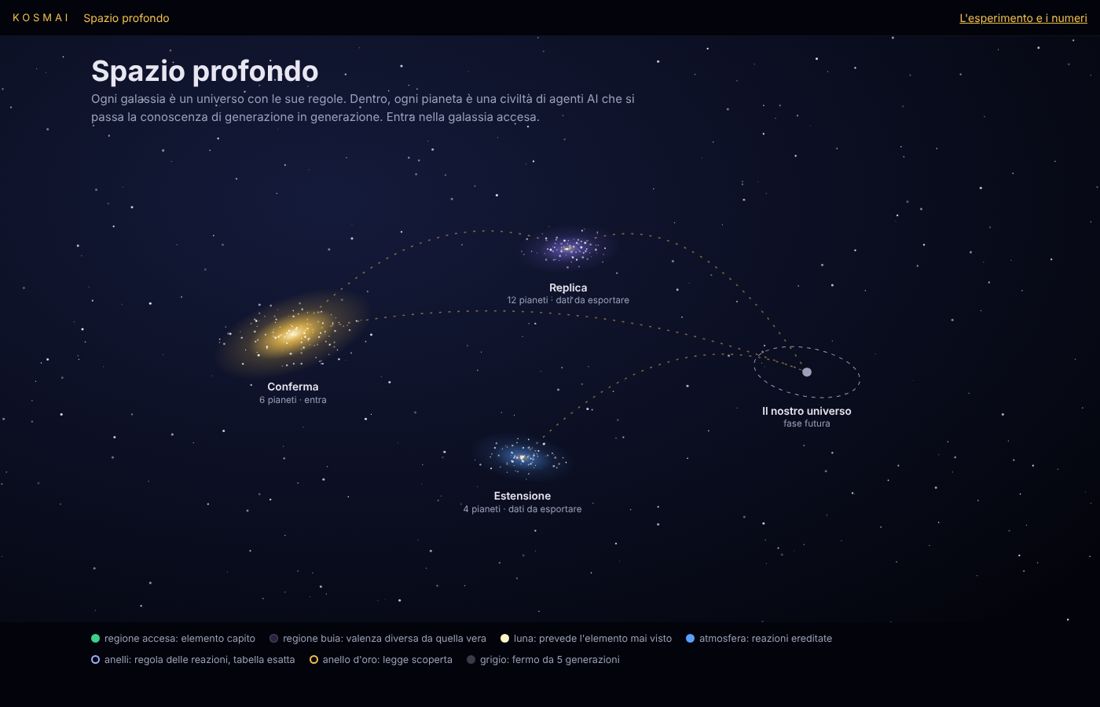 KOSMAI Spazio profondo L'esperimento e i numeri
Spazio profondo
Ogni galassia è un universo con le sue regole. Dentro, ogni pianeta è una civiltà di agenti AI che si
passa la conoscenza di generazione in generazione. Entra nella galassia accesa.
Replica
12 pianeti · dati da esportare
Conferma
6 pianeti · entra
Il nostro universo
fase futura
Estensione
4 pianeti · dati da esportare
regione accesa: elemento capito regione buia: valenza diversa da quella vera luna: prevede l'elemento mai visto atmosfera: reazioni ereditate
anelli: regola delle reazioni, tabella esatta anello d'oro: legge scoperta grigio: fermo da 5 generazioni